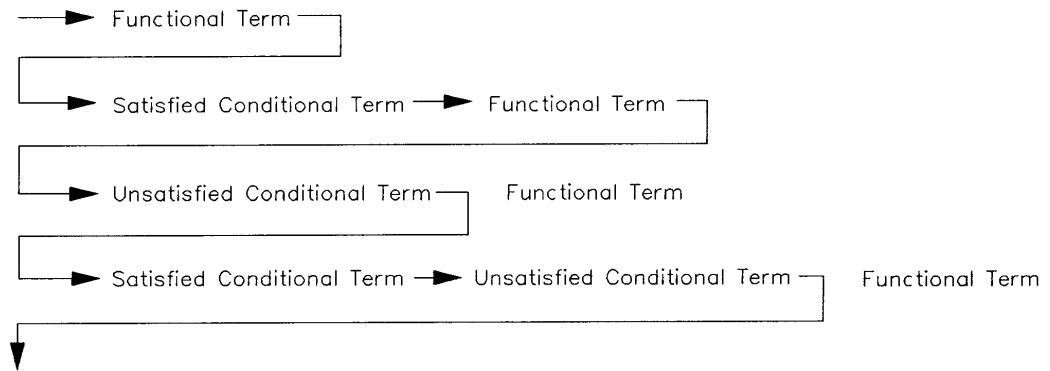 Functional Term
Satisfied Conditional Term Functional Term
Unsatisfied Conditional Term Functional Term
Satisfied Conditional Term Unsatisfied Conditional Term Functional Term